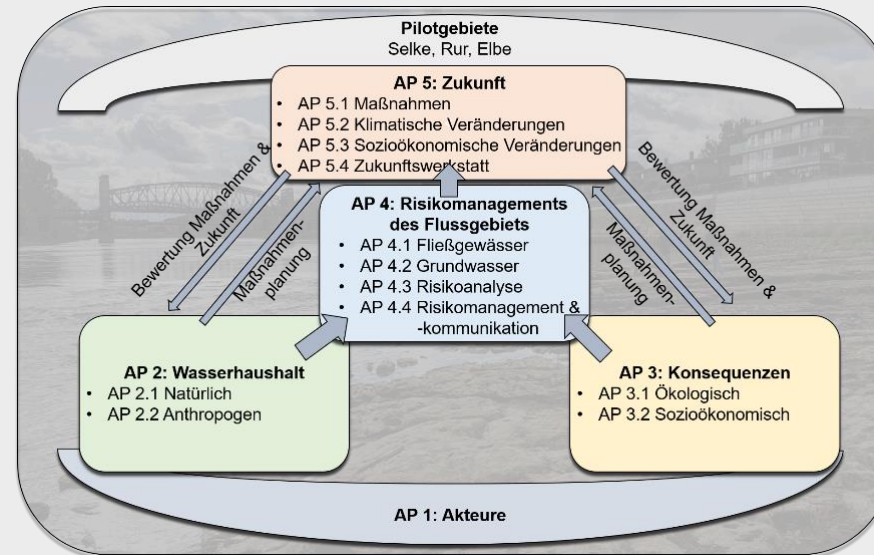 Pilotgebiete
Selke, Rur, Elbe
AP 5: Zukunft
• AP 5.1 Maßnahmen
• AP 5.2 Klimatische Veränderungen
• AP 5.3 Sozioökonomische Veränderungen
• AP 5.4 Zukunftswerkstatt
Bewertung Maßnahmen &
Zukunft
Maßnahmen-
planung
AP 4: Risikomanagements
des Flussgebiets
• AP 4.1 Fließgewässer
• AP 4.2 Grundwasser
• AP 4.3 Risikoanalyse
• AP 4.4 Risikomanagement &
-kommunikation
Bewertung Maßnahmen &
Zukunft
Maßnahmen-
planung
AP 2: Wasserhaushalt
• AP 2.1 Natürlich
• AP 2.2 Anthropogen
AP 3: Konsequenzen
• AP 3.1 Ökologisch
• AP 3.2 Sozioökonomisch
AP 1: Akteure